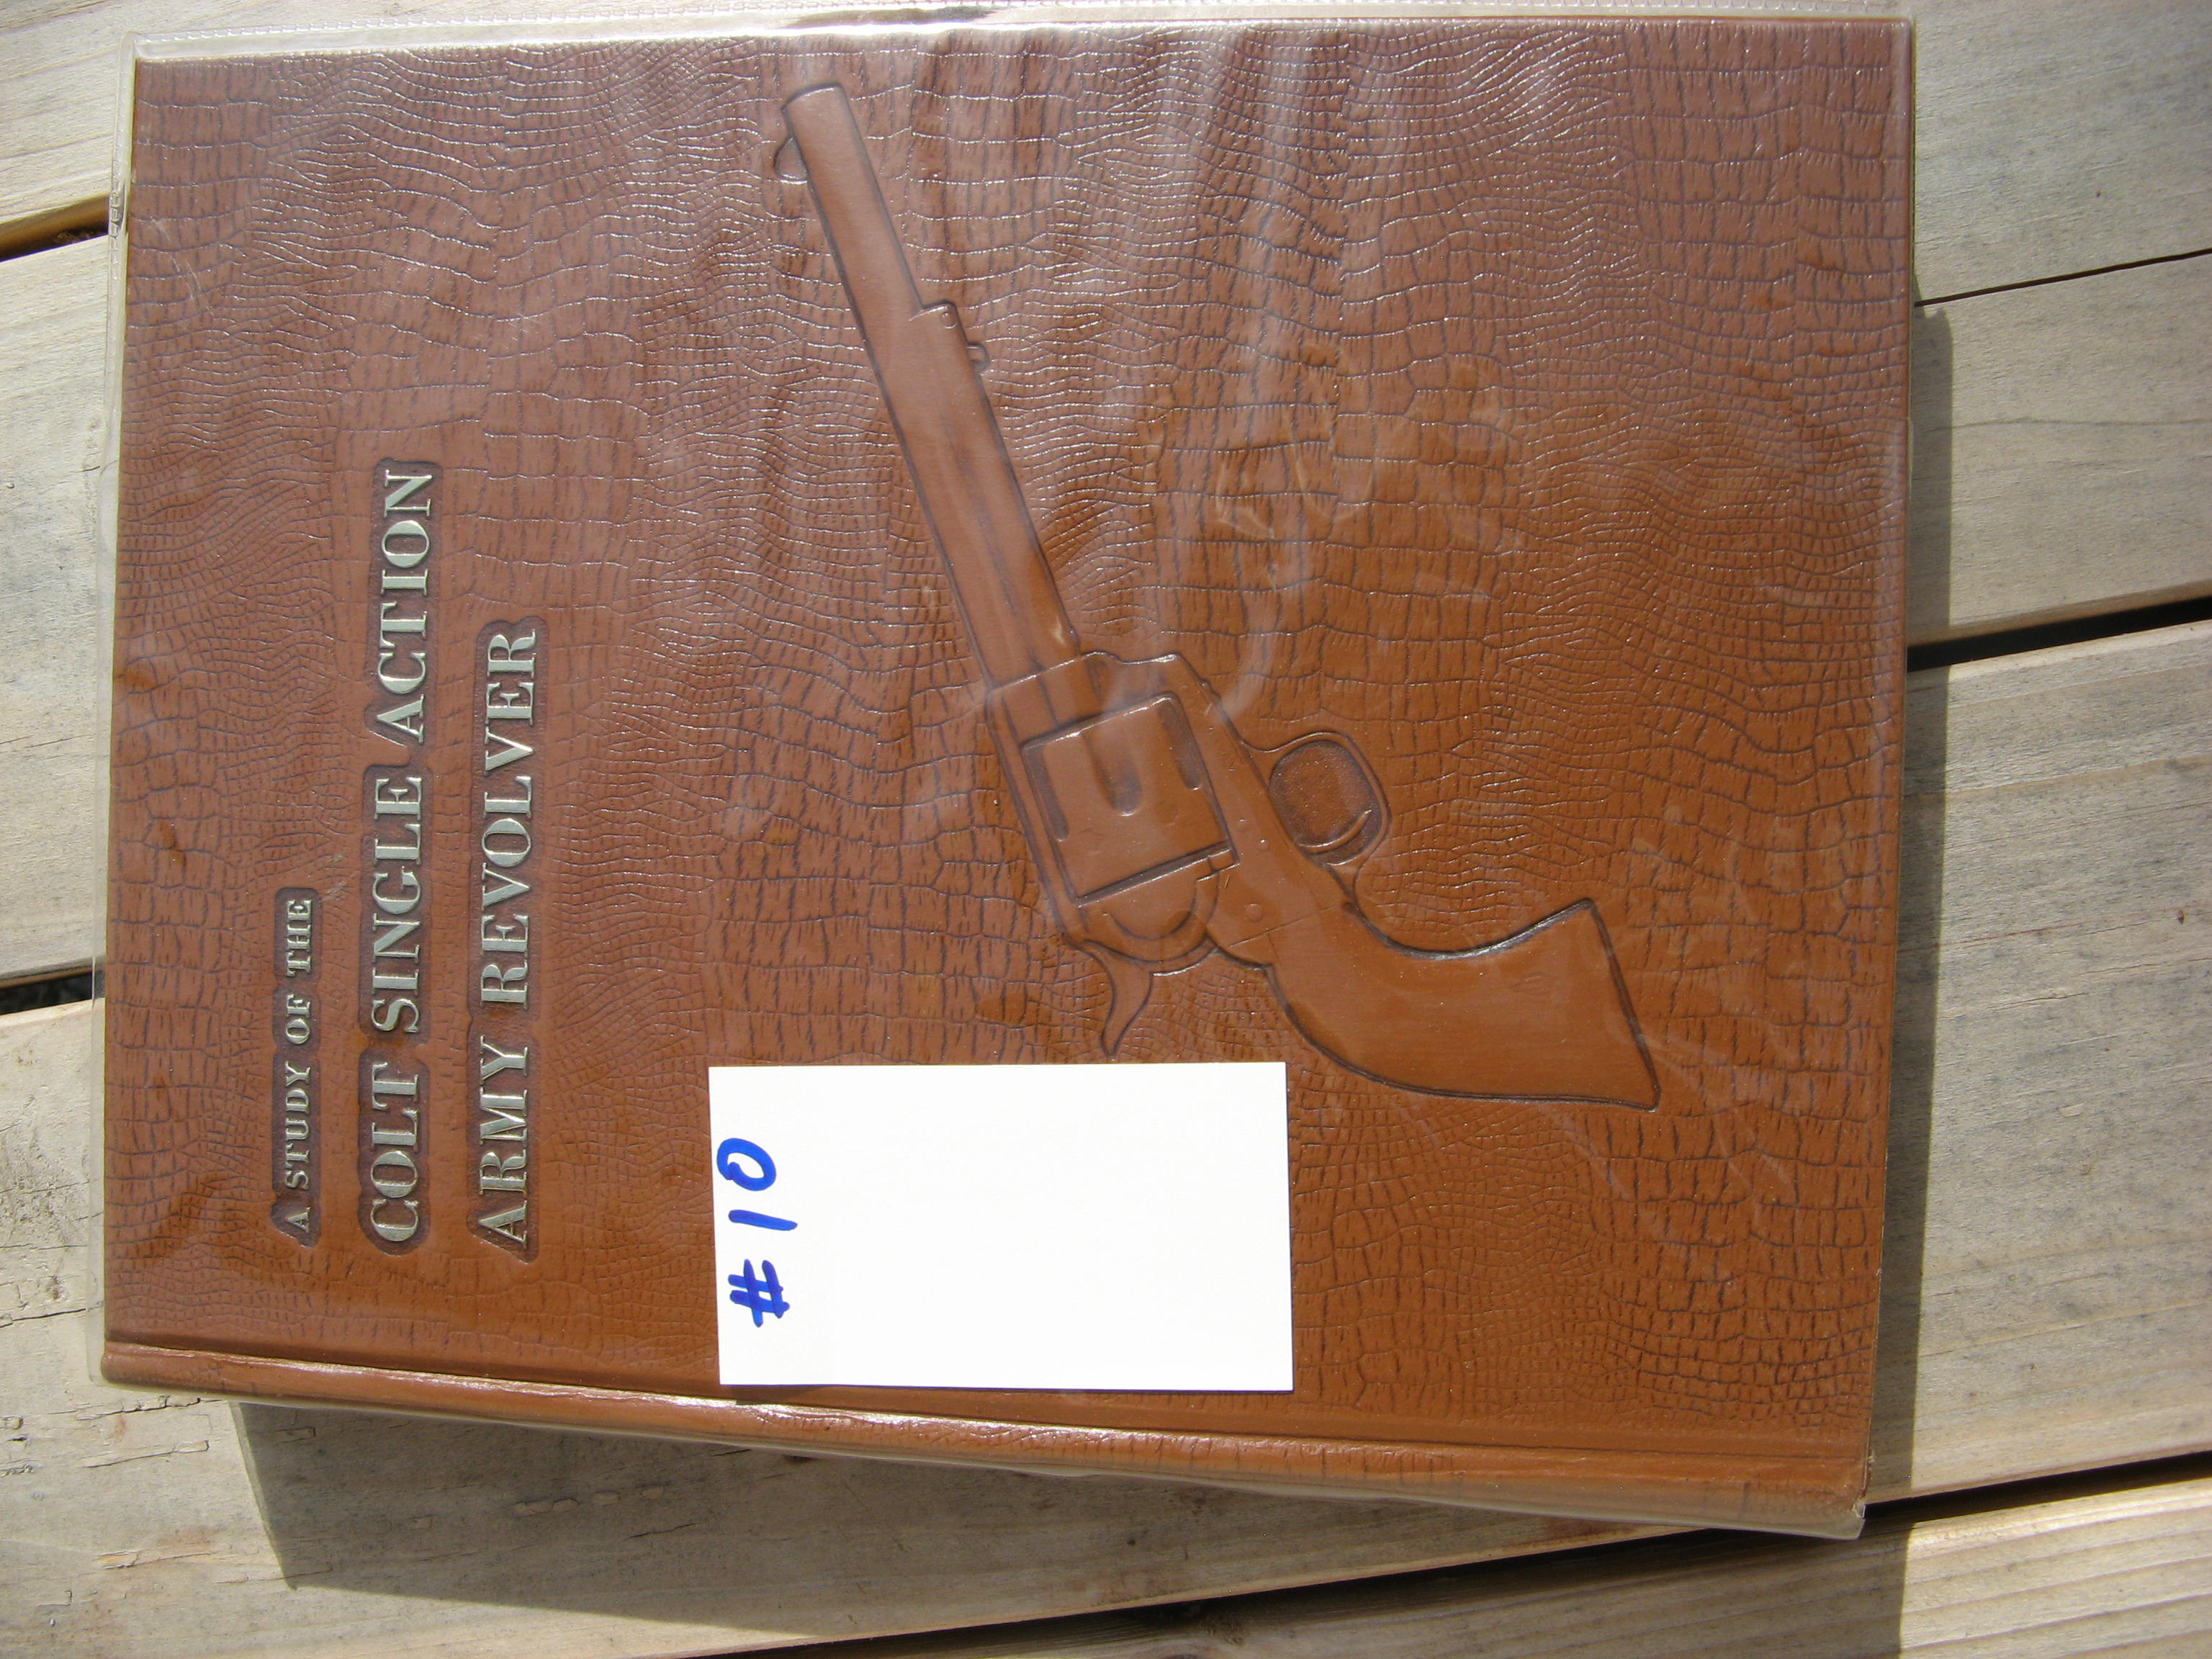 A STUDY OF THE
COLT SINGLE ACTION
ARMY REVOLVER
#10